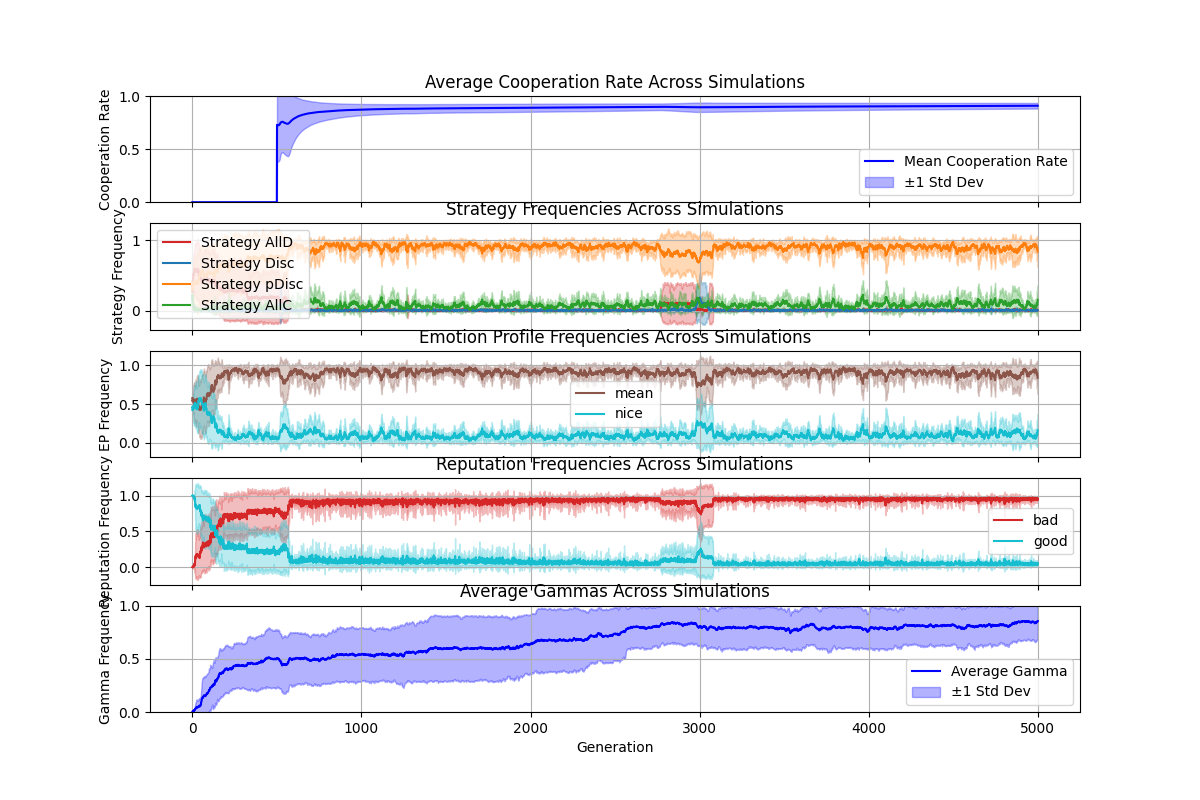 Average Cooperation Rate Across Simulations
Cooperation Rate
1.0
0.5
0.0
Mean Cooperation Rate
±1 Std Dev
Strategy Frequencies Across Simulations
Strategy Frequency
1
0
Strategy AllD
Strategy Disc
Strategy pDisc
Strategy AllC
Emotion Profile Frequencies Across Simulations
EP Frequency
1.0
0.5
0.0
mean
nice
Reputation Frequencies Across Simulations
Reputation Frequency
1.0
0.5
0.0
bad
good
Average Gammas Across Simulations
Gamma Frequency
1.0
0.5
0.0
Average Gamma
±1 Std Dev
0 1000 2000 3000 4000 5000
Generation